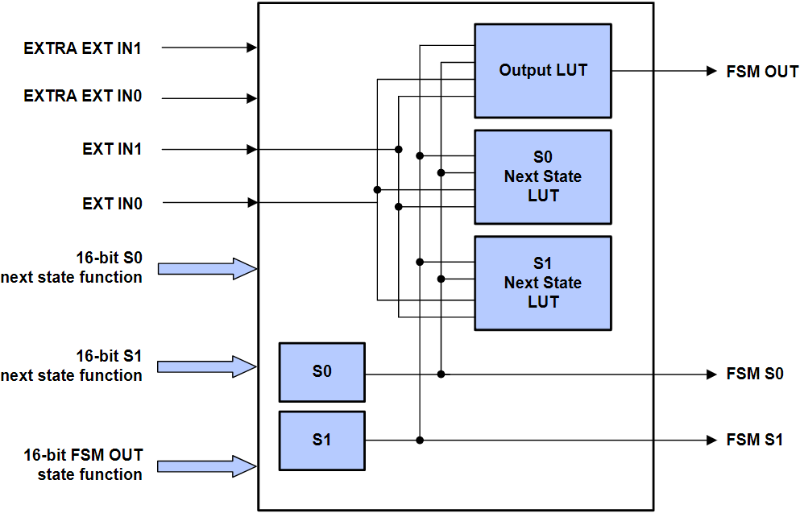 EXTRA EXT IN1
EXTRA EXT IN0
EXT IN1
EXT IN0
16-bit S0
next state function
16-bit S1
next state function
16-bit FSM OUT
state function
Output LUT
S0
Next State
LUT
S1
Next State
LUT
S0
S1
FSM OUT
FSM S0
FSM S1